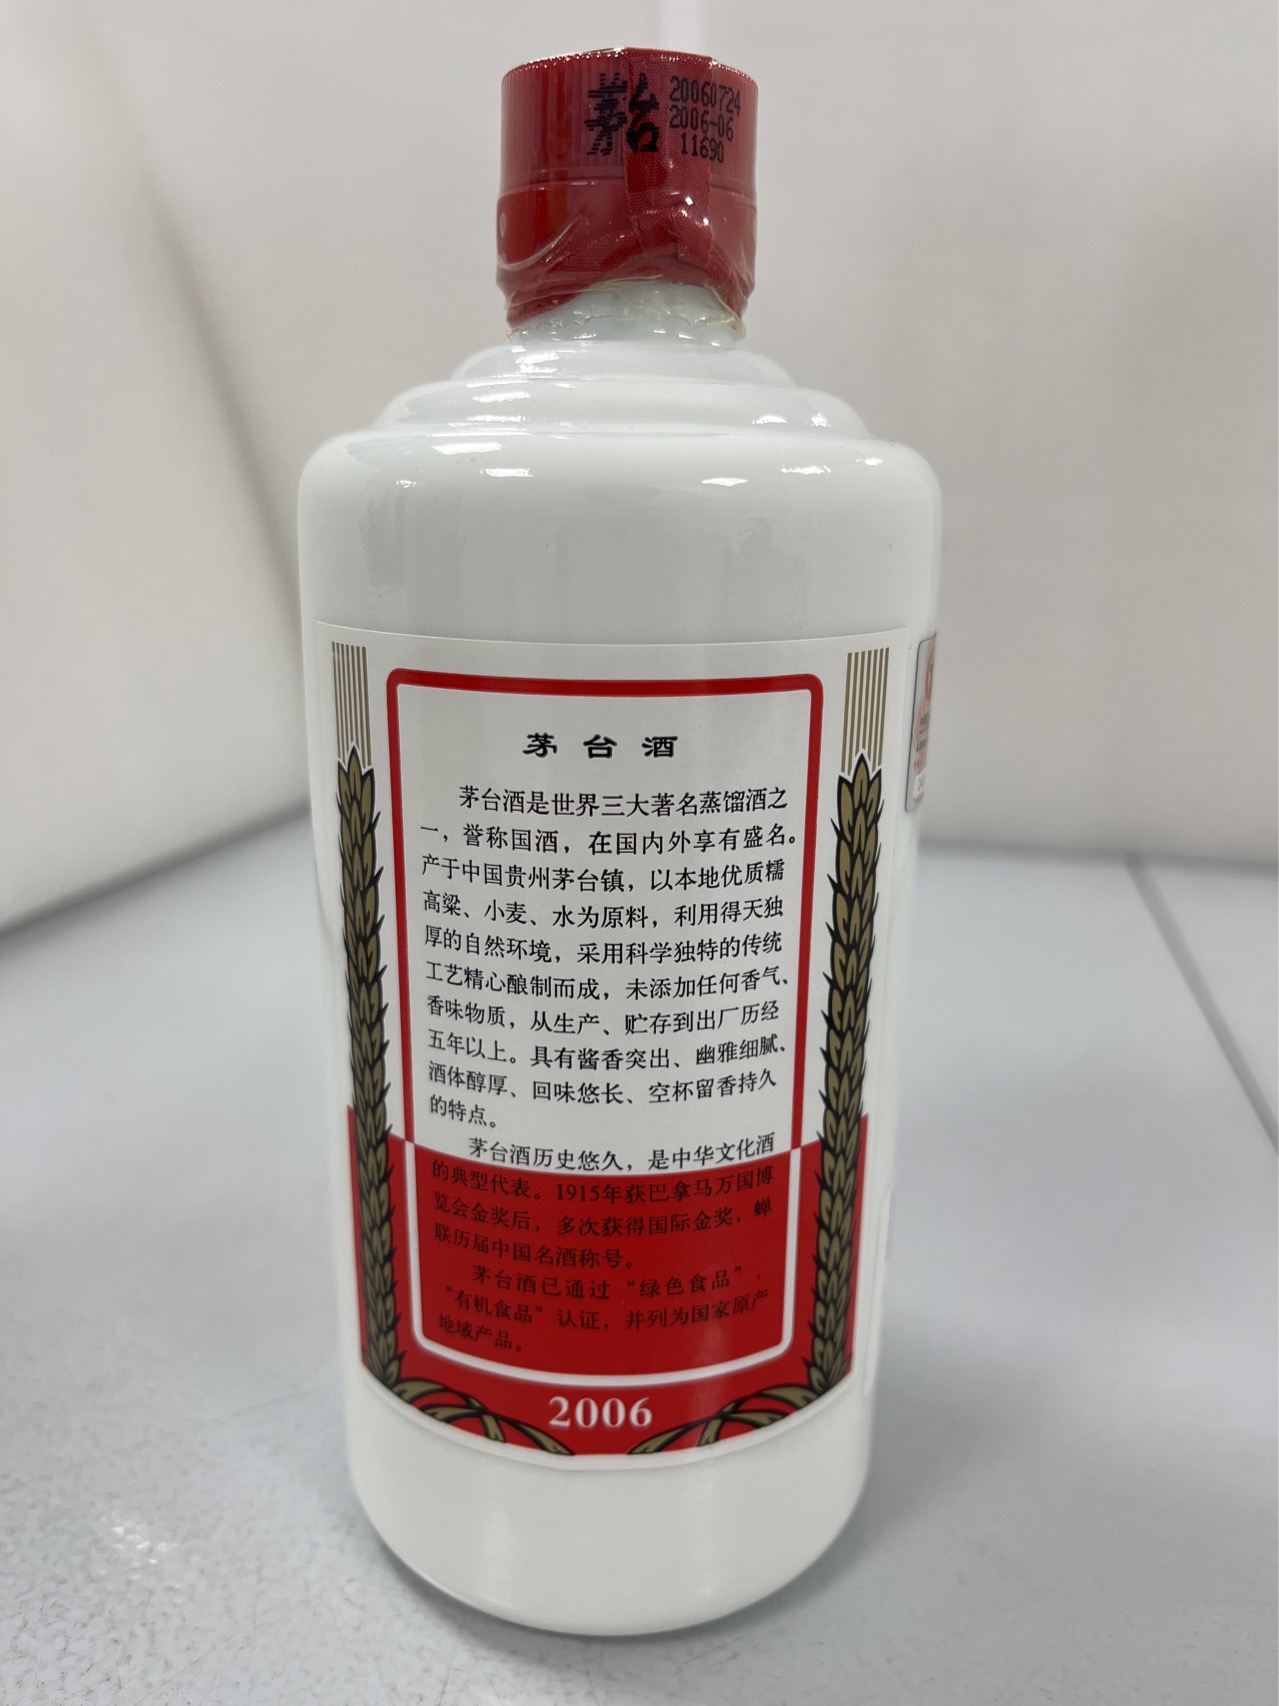 茅台
20060724
2006-06
11690
茅台酒
茅台酒是世界三大著名蒸馏酒之
一，誉称国酒，在国内外享有盛名。
产于中国贵州茅台镇，以本地优质糯
高粱、小麦、水为原料，利用得天独
厚的自然环境，采用科学独特的传统
工艺精心酿制而成，未添加任何香气、
香味物质，从生产、贮存到出厂历经
五年以上。具有酱香突出、幽雅细腻、
酒体醇厚、回味悠长、空杯留香持久
的特点。
茅台酒历史悠久，是中华文化酒
的典型代表。1915年获巴拿马万国博
览会金奖后，多次获得国际金奖，蝉
联历届中国名酒称号。
茅台酒已通过“绿色食品”、
“有机食品”认证，并列为国家原产
地域产品。
2006